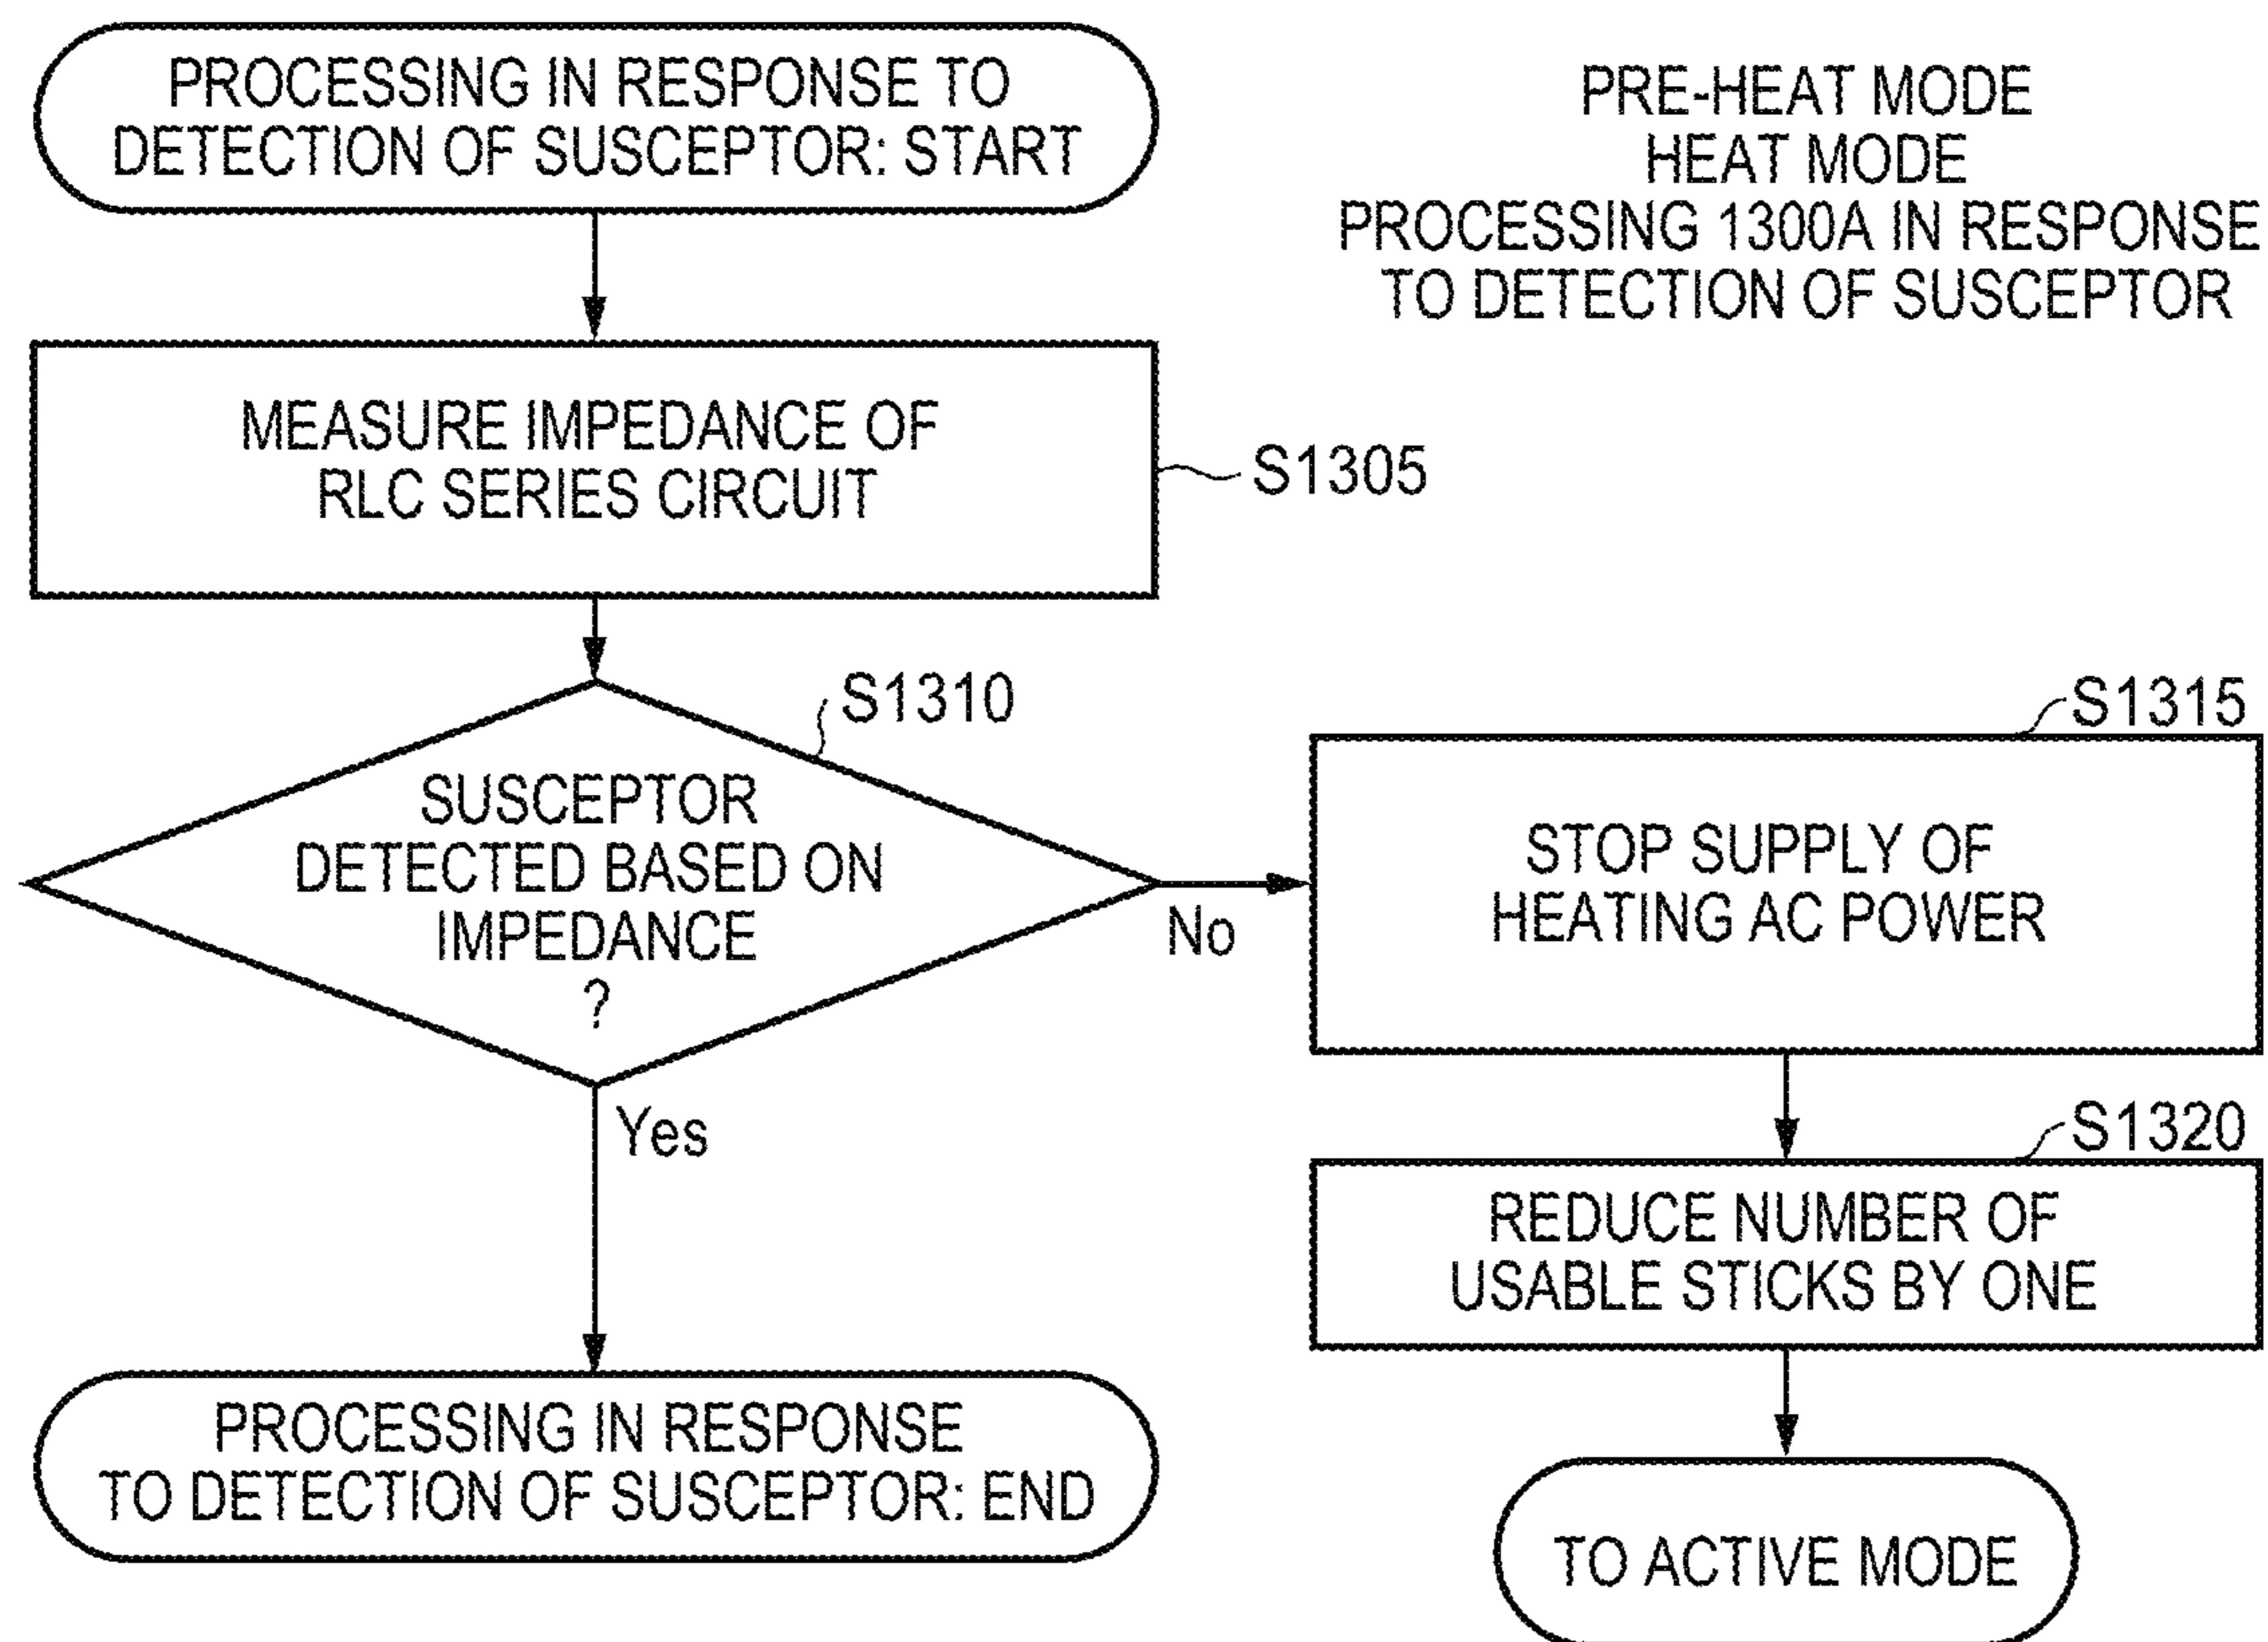 PROCESSING IN RESPONSE TO
DETECTION OF SUSCEPTOR: START
PRE-HEAT MODE
HEAT MODE
PROCESSING 1300A IN RESPONSE
TO DETECTION OF SUSCEPTOR
MEASURE IMPEDANCE OF
RLC SERIES CIRCUIT
S1305
S1310
SUSCEPTOR
DETECTED BASED ON
IMPEDANCE
?
No
Yes
S1315
STOP SUPPLY OF
HEATING AC POWER
S1320
REDUCE NUMBER OF
USABLE STICKS BY ONE
PROCESSING IN RESPONSE
TO DETECTION OF SUSCEPTOR: END
TO ACTIVE MODE